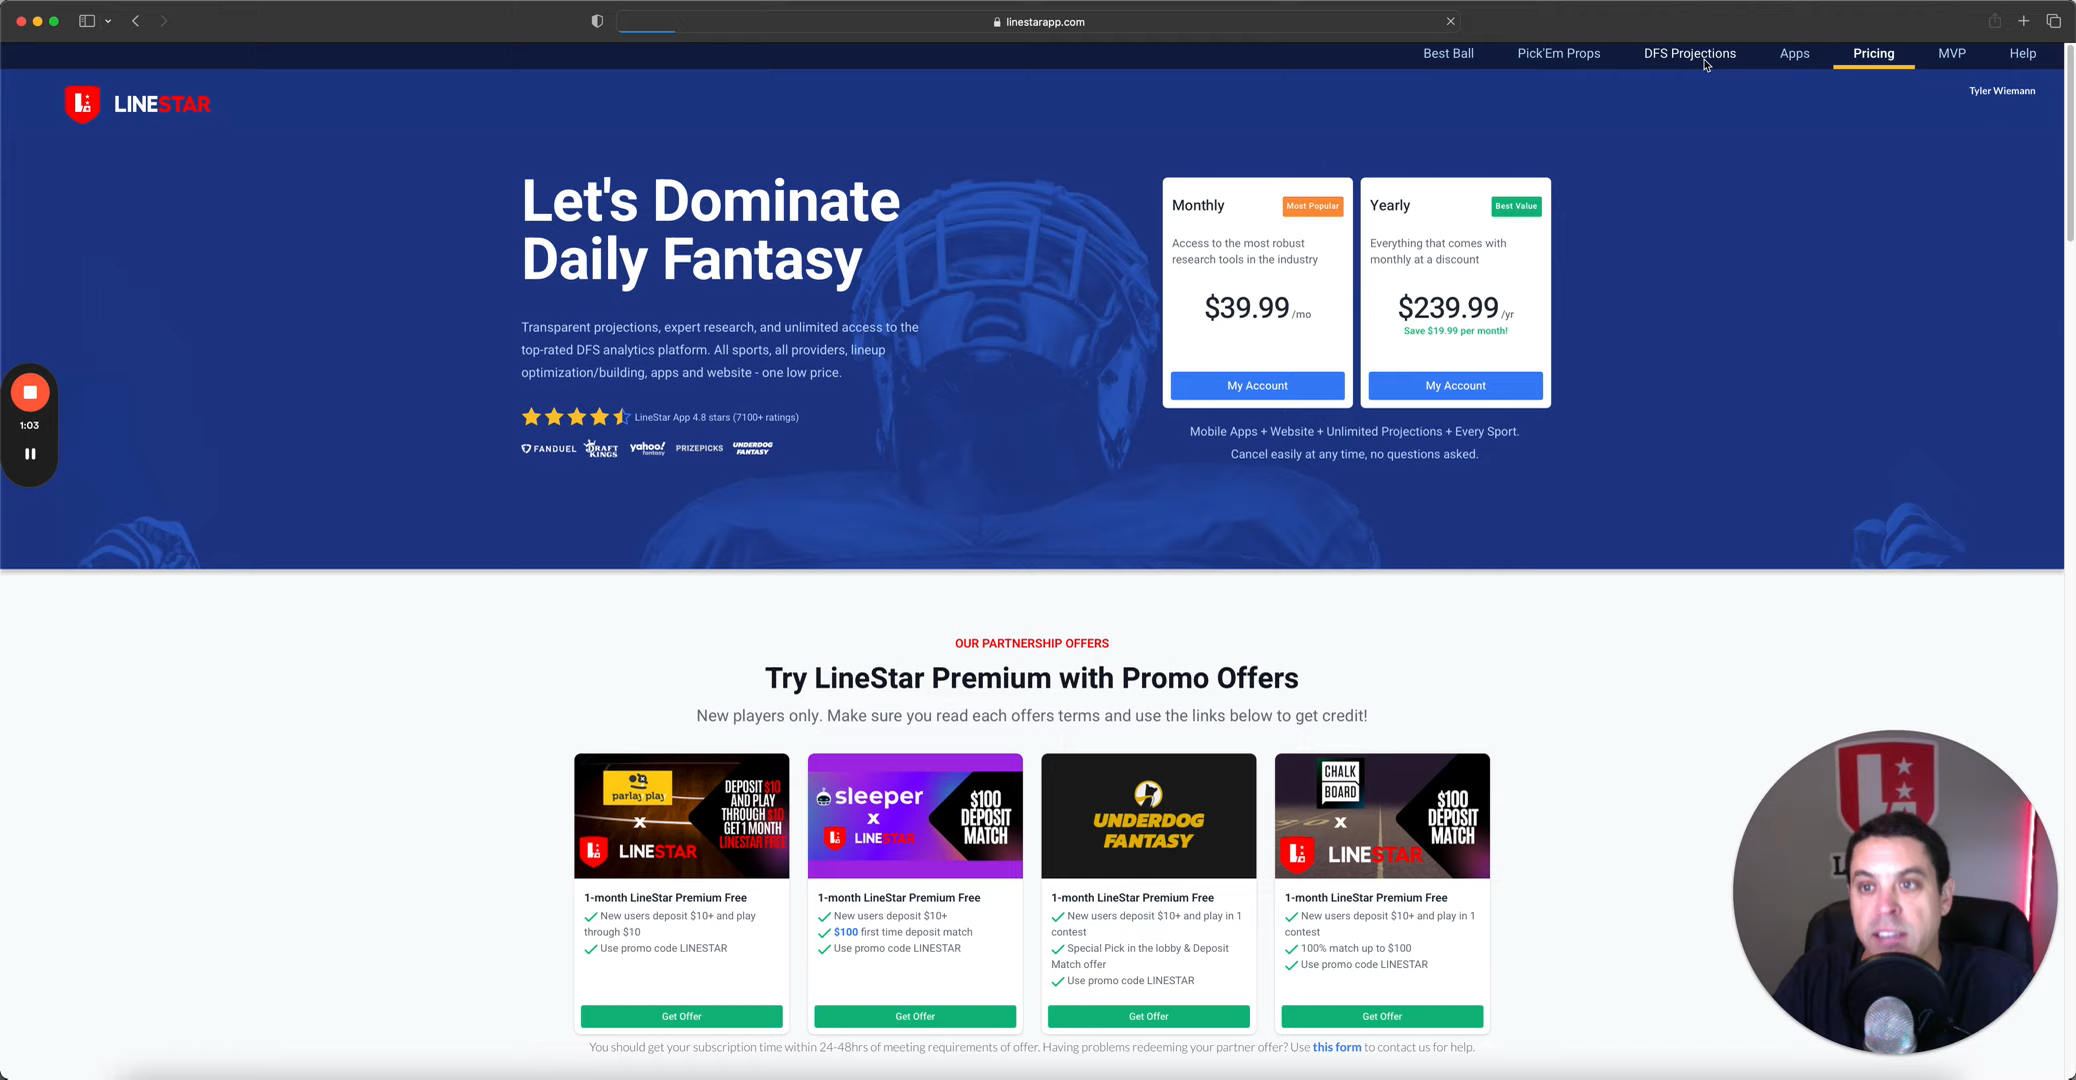 linestarapp.com
Best Ball Pick'Em Props DFS Projections Apps Pricing MVP Help
LINESTAR
Tyler Wiemann
Let's Dominate
Daily Fantasy
Transparent projections, expert research, and unlimited access to the
top-rated DFS analytics platform. All sports, all providers, lineup
optimization/building, apps and website - one low price.
LineStar App 4.8 stars (7100+ ratings)
FANDUEL DRAFT KINGS yahoo! fantasy PRIZEPICKS UNDERDOG FANTASY
Monthly Most Popular
Access to the most robust
research tools in the industry
$39.99 /mo
My Account
Yearly Best Value
Everything that comes with
monthly at a discount
$239.99 /yr
Save $19.99 per month!
My Account
Mobile Apps + Website + Unlimited Projections + Every Sport.
Cancel easily at any time, no questions asked.
1:03
OUR PARTNERSHIP OFFERS
Try LineStar Premium with Promo Offers
New players only. Make sure you read each offers terms and use the links below to get credit!
parlay play
X
LINESTAR
DEPOSIT $10
AND PLAY
THROUGH $10
GET 1 MONTH
LINESTAR FREE
1-month LineStar Premium Free
New users deposit $10+ and play
through $10
Use promo code LINESTAR
Get Offer
sleeper
X
LINESTAR
$100
DEPOSIT
MATCH
1-month LineStar Premium Free
New users deposit $10+
$100 first time deposit match
Use promo code LINESTAR
Get Offer
UNDERDOG
FANTASY
1-month LineStar Premium Free
New users deposit $10+ and play in 1
contest
Special Pick in the lobby & Deposit
Match offer
Use promo code LINESTAR
Get Offer
CHALK
BOARD
X
LINESTAR
$100
DEPOSIT
MATCH
1-month LineStar Premium Free
New users deposit $10+ and play in 1
contest
100% match up to $100
Use promo code LINESTAR
Get Offer
You should get your subscription time within 24-48hrs of meeting requirements of offer. Having problems redeeming your partner offer? Use this form to contact us for help.